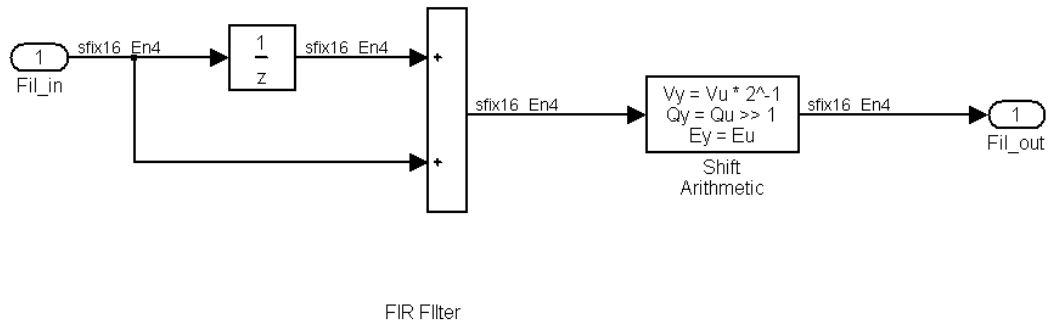 1
Fil_in
sfix16_En4
1
z
sfix16_En4
+
+
sfix16_En4
Vy = Vu * 2^-1
Qy = Qu >> 1
Ey = Eu
Shift
Arithmetic
sfix16_En4
1
Fil_out
FIR FIlter